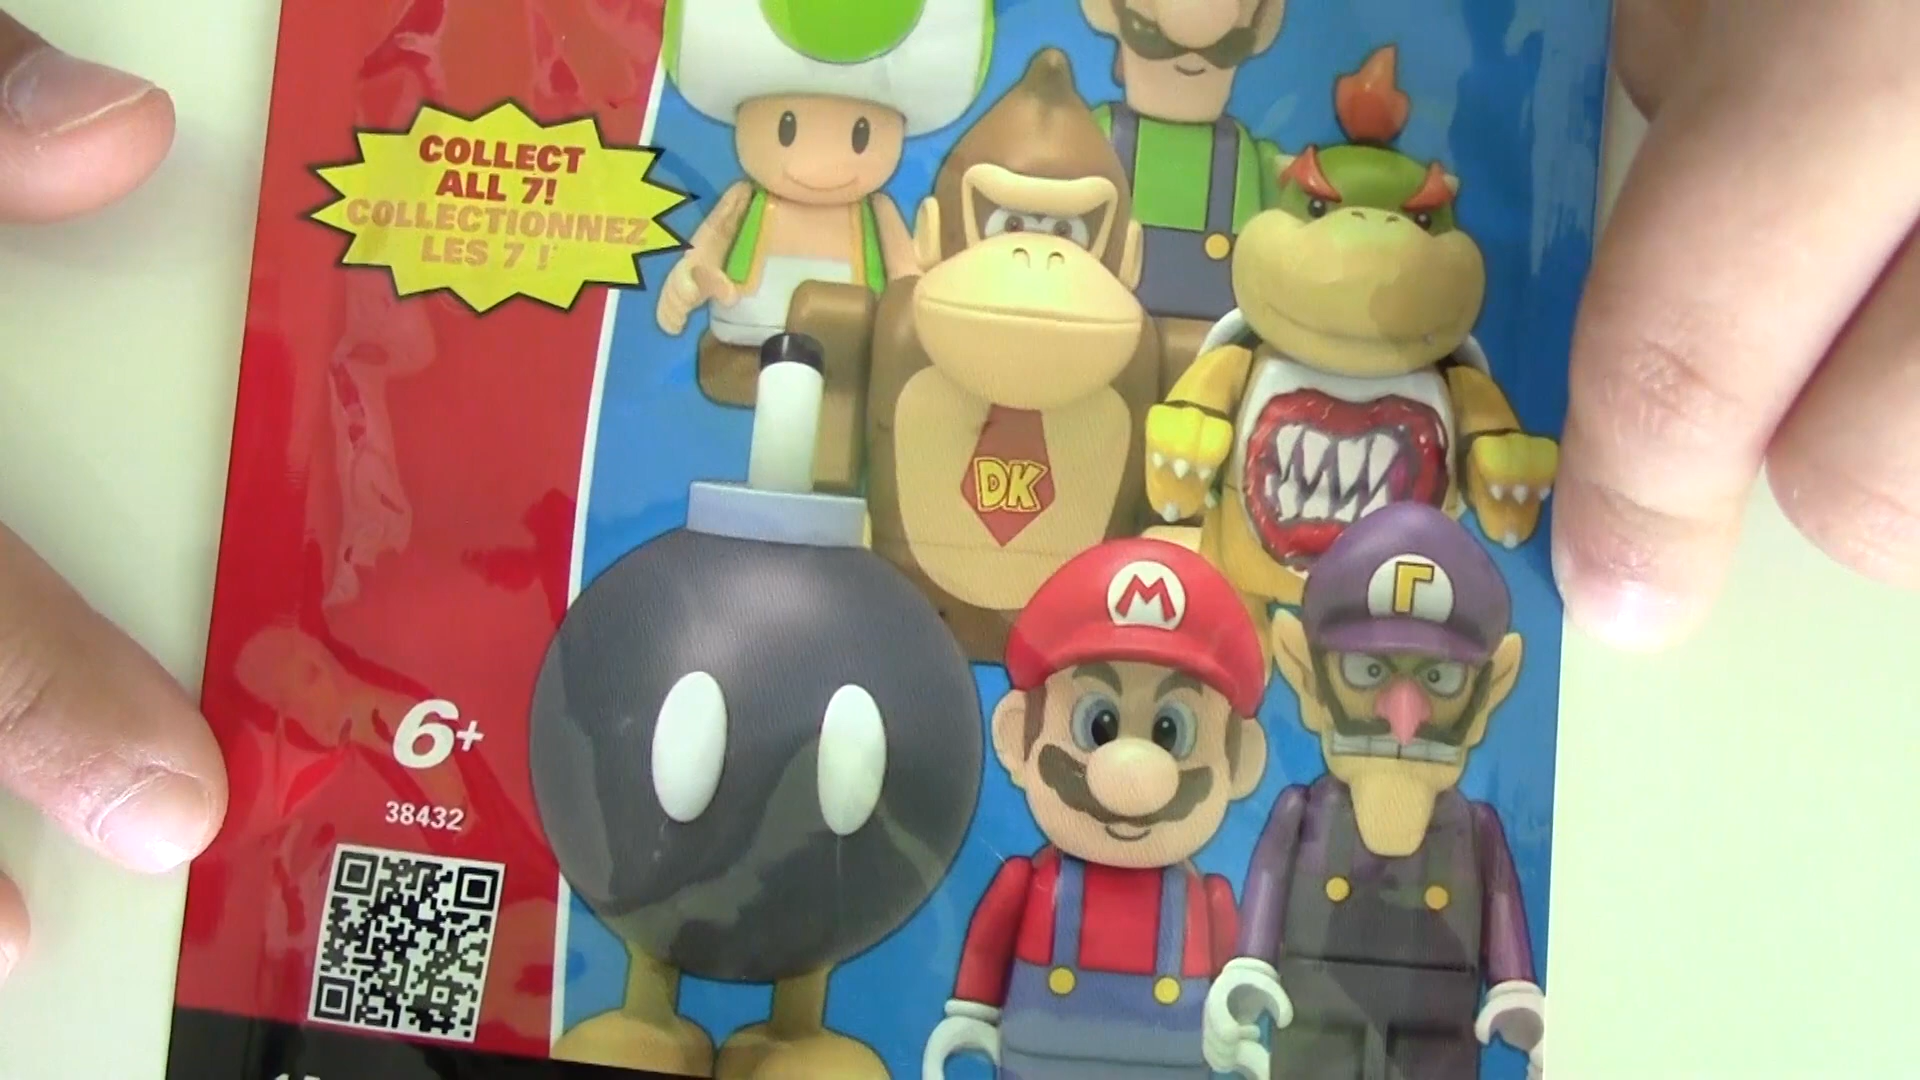 COLLECT
ALL 7!
COLLECTIONNEZ
LES 7 !
DK
M
Γ
6+
38432